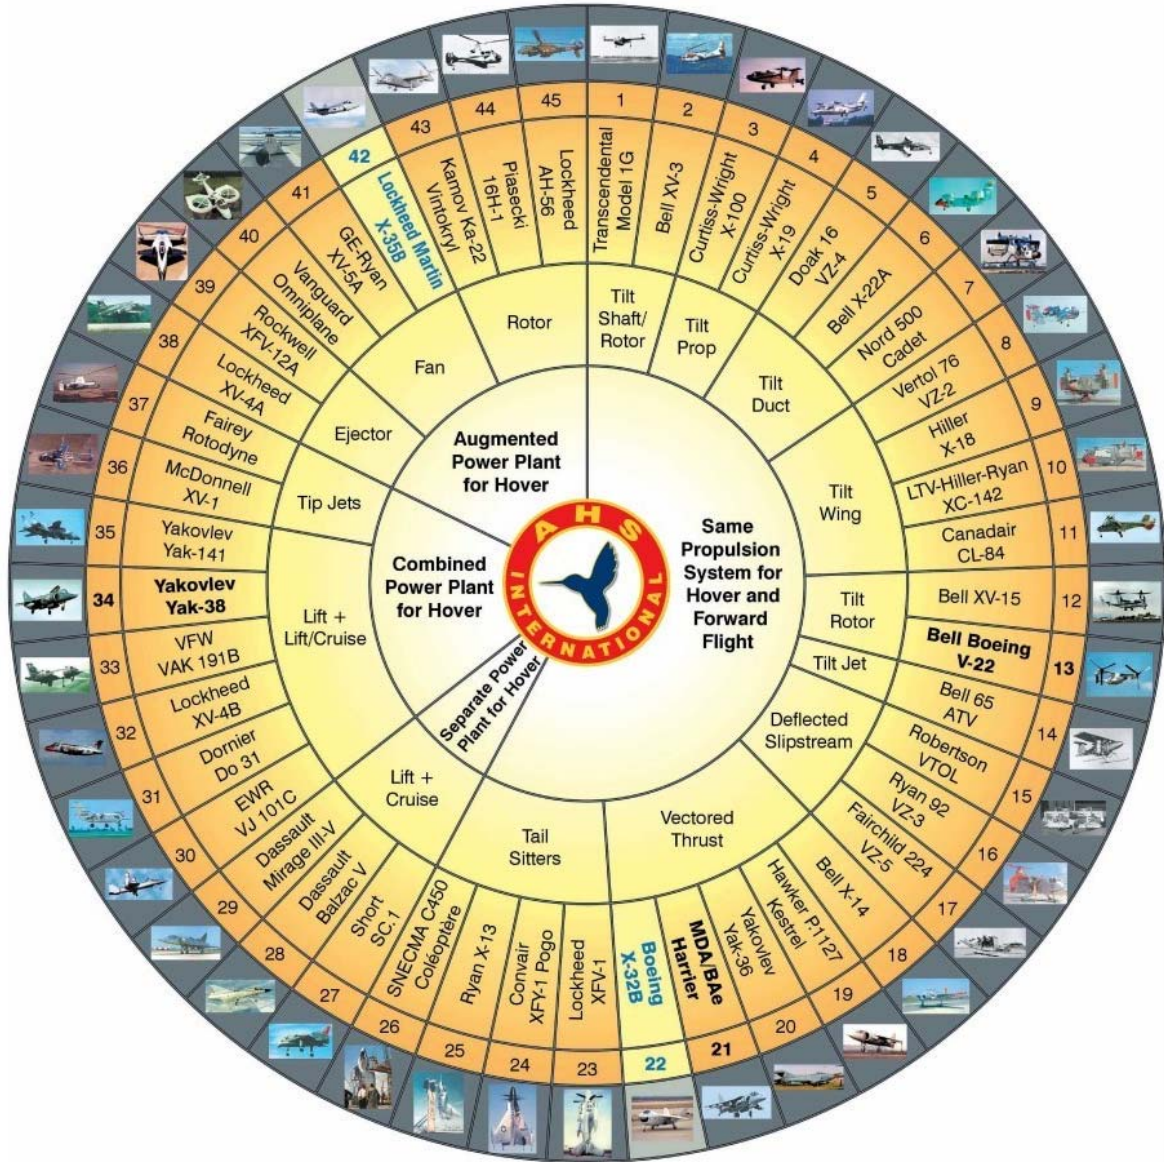 AHS
INTERNATIONAL
Same
Propulsion
System for
Hover and
Forward
Flight
Separate Power
Plant for Hover
Combined
Power Plant
for Hover
Augmented
Power Plant
for Hover
Tilt
Shaft/
Rotor
Tilt
Prop
Tilt
Duct
Tilt
Wing
Tilt
Rotor
Tilt Jet
Deflected
Slipstream
Vectored
Thrust
Tail
Sitters
Lift +
Cruise
Lift +
Lift/Cruise
Tip Jets
Ejector
Fan
Rotor
1
Transcendental
Model 1G
2
Bell XV-3
3
Curtiss-Wright
X-100
4
Curtiss-Wright
X-19
5
Doak 16
VZ-4
6
Bell X-22A
7
Nord 500
Cadet
8
Vertol 76
VZ-2
9
Hiller
X-18
10
LTV-Hiller-Ryan
XC-142
11
Canadair
CL-84
12
Bell XV-15
13
Bell Boeing
V-22
14
Bell 65
ATV
15
Robertson
VTOL
16
Ryan 92
VZ-3
17
Fairchild 224
VZ-5
18
Bell X-14
19
Hawker P.1127
Kestrel
20
Yakovlev
Yak-36
21
MDA/BAe
Harrier
22
Boeing
X-32B
23
Lockheed
XFV-1
24
Convair
XFY-1 Pogo
25
Ryan X-13
26
SNECMA C450
Coléoptère
27
Short
SC.1
28
Dassault
Balzac V
29
Dassault
Mirage III-V
30
EWR
VJ 101C
31
Dornier
Do 31
32
Lockheed
XV-4B
33
VFW
VAK 191B
34
Yakovlev
Yak-38
35
Yakovlev
Yak-141
36
McDonnell
XV-1
37
Fairey
Rotodyne
38
Lockheed
XV-4A
39
Rockwell
XFV-12A
40
Vanguard
Omniplane
41
GE-Ryan
XV-5A
42
Lockheed Martin
X-35B
43
Kamov Ka-22
Vintokryl
44
Piasecki
16H-1
45
Lockheed
AH-56